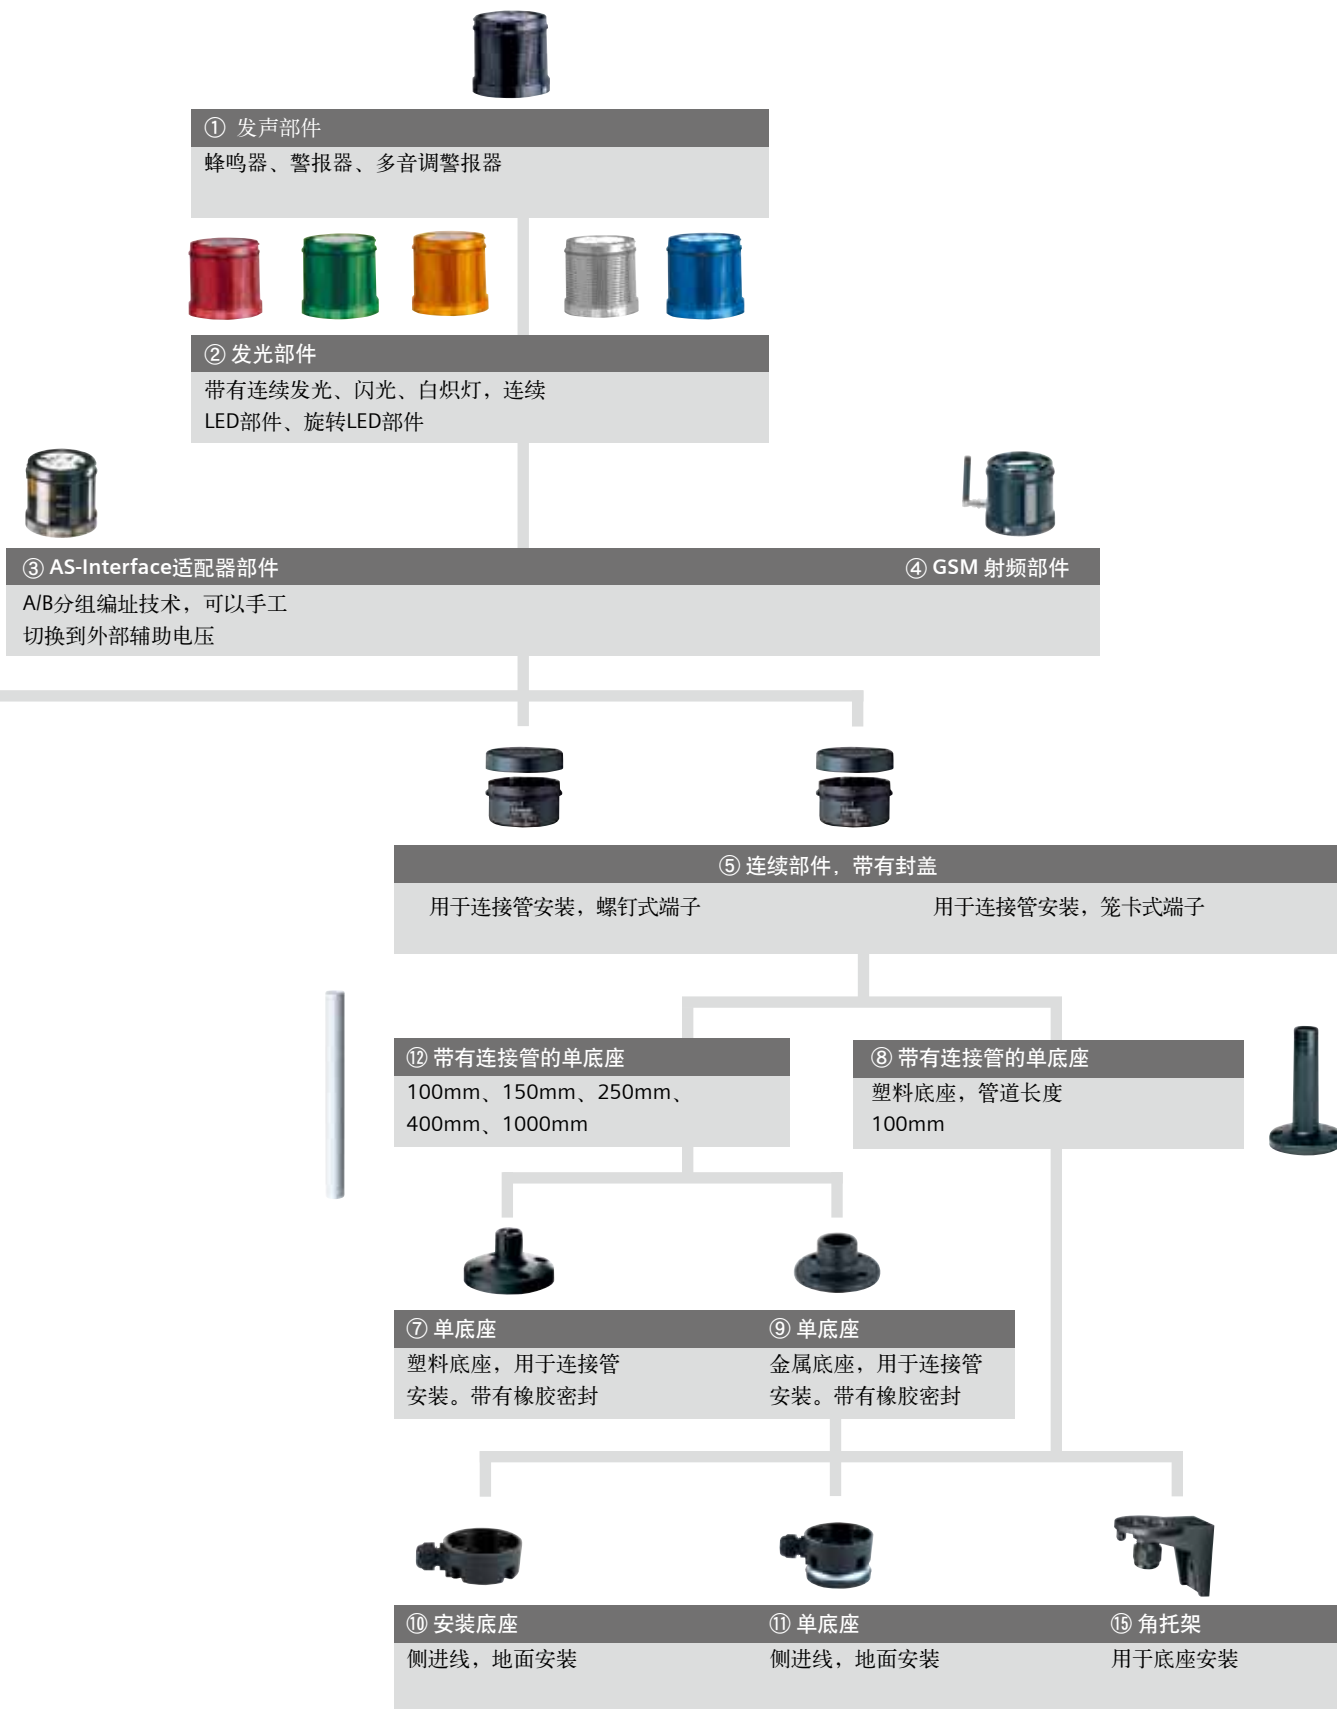 ① 发声部件
蜂鸣器、警报器、多音调警报器
② 发光部件
带有连续发光、闪光、白炽灯，连续
LED部件、旋转LED部件
③ AS-Interface适配器部件
④ GSM 射频部件
A/B分组编址技术，可以手工
切换到外部辅助电压
⑤ 连续部件，带有封盖
用于连接管安装，螺钉式端子
用于连接管安装，笼卡式端子
⑫ 带有连接管的单底座
100mm、150mm、250mm、
400mm、1000mm
⑧ 带有连接管的单底座
塑料底座，管道长度
100mm
⑦ 单底座
塑料底座，用于连接管
安装。带有橡胶密封
⑨ 单底座
金属底座，用于连接管
安装。带有橡胶密封
⑩ 安装底座
侧进线，地面安装
⑪ 单底座
侧进线，地面安装
⑮ 角托架
用于底座安装